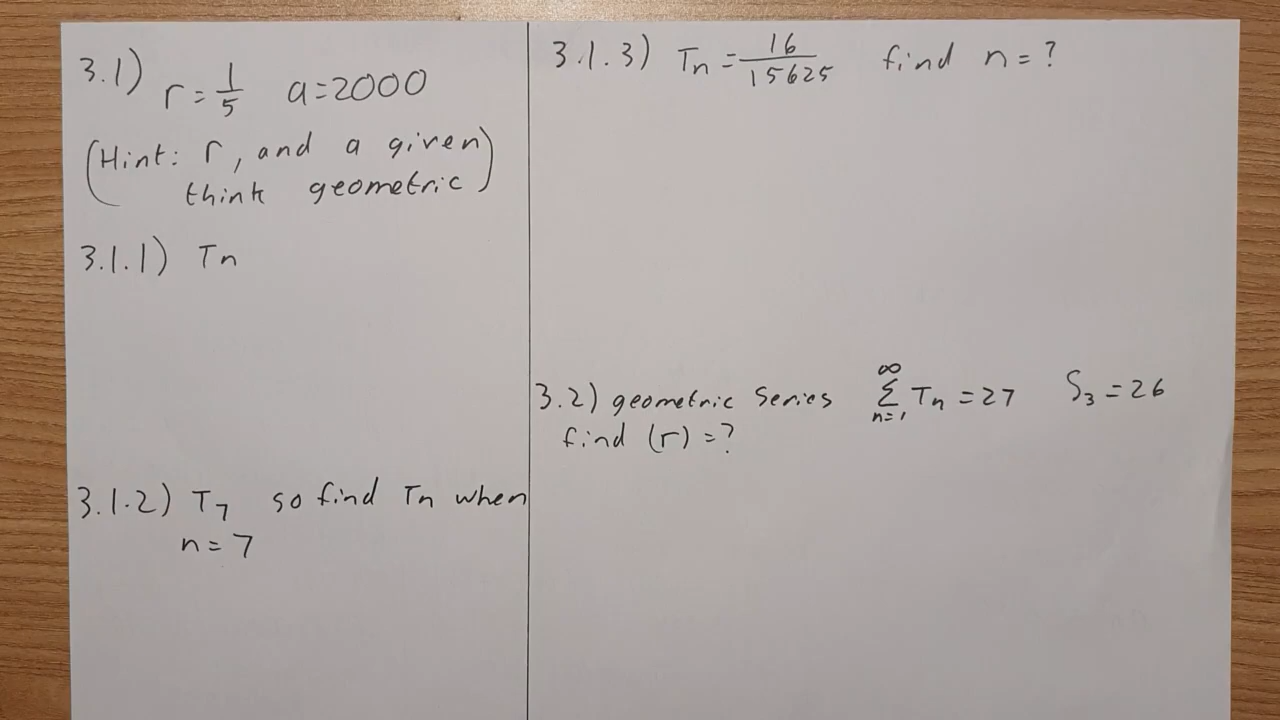 3.1) r = 1/5 a=2000
(Hint: r, and a given
think geometric)
3.1.1) Tn
3.1.2) T₇ so find Tn when
n=7
3.1.3) Tn = 16/15625 find n=?
3.2) geometric series ∞ Σ n=1 Tn = 27 S₃ = 26
find (r) =?